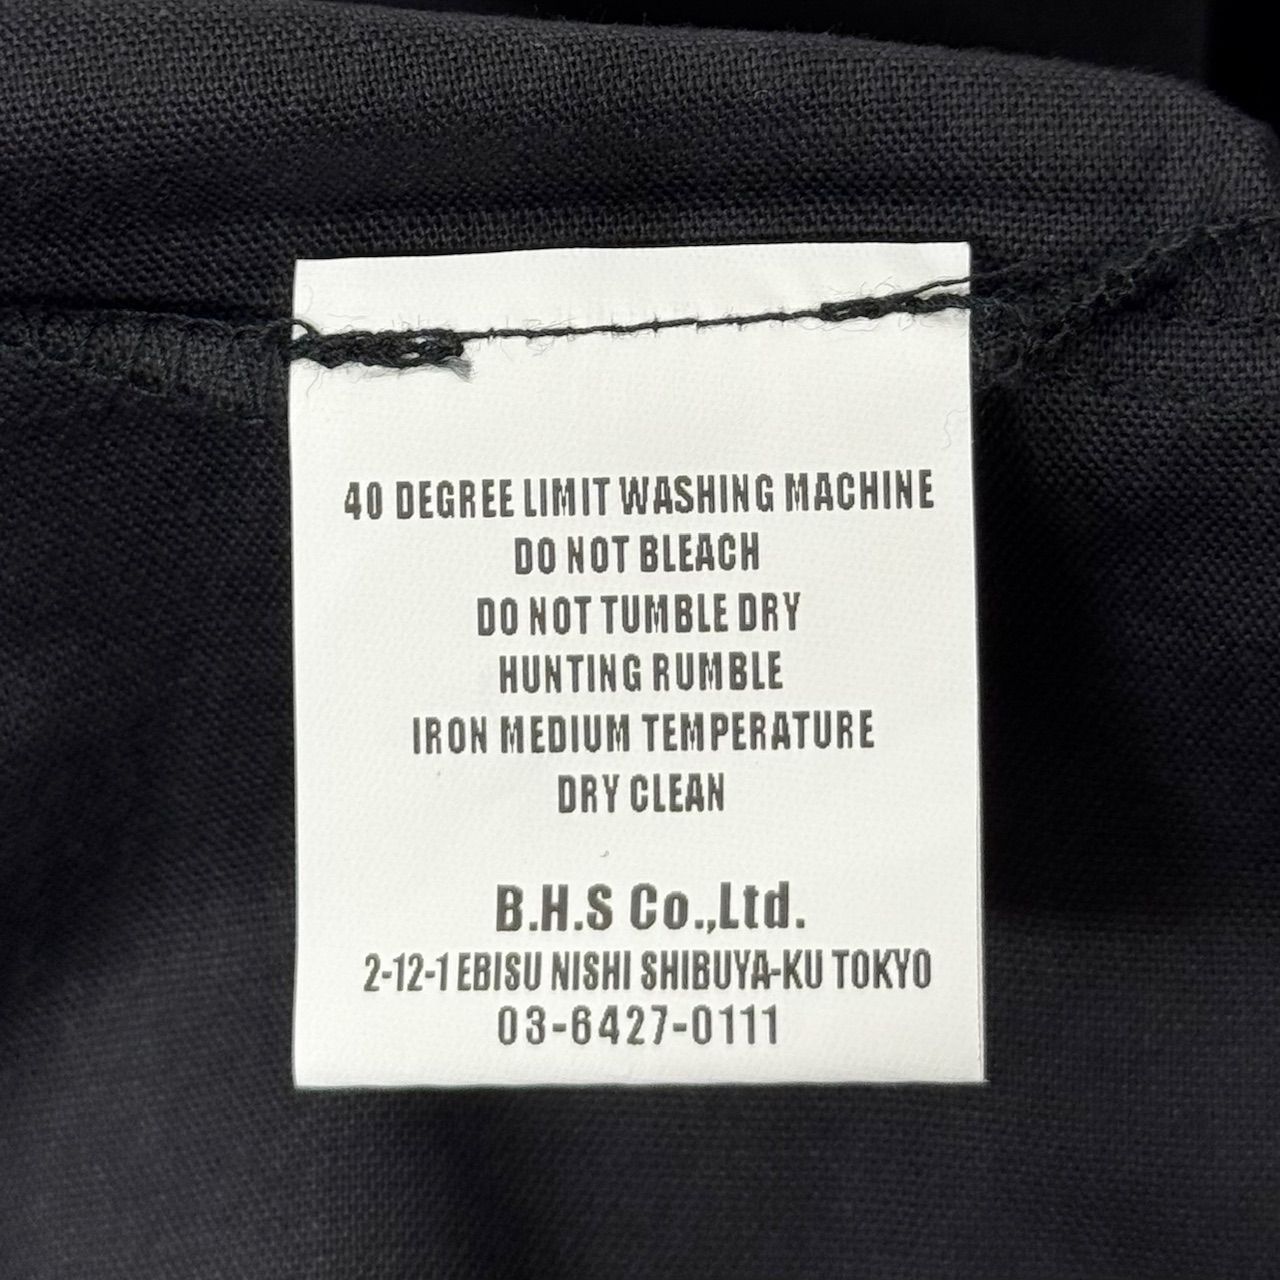 40 DEGREE LIMIT WASHING MACHINE
DO NOT BLEACH
DO NOT TUMBLE DRY
HUNTING RUMBLE
IRON MEDIUM TEMPERATURE
DRY CLEAN
B.H.S Co.,Ltd.
2-12-1 EBISU NISHI SHIBUYA-KU TOKYO
03-6427-0111